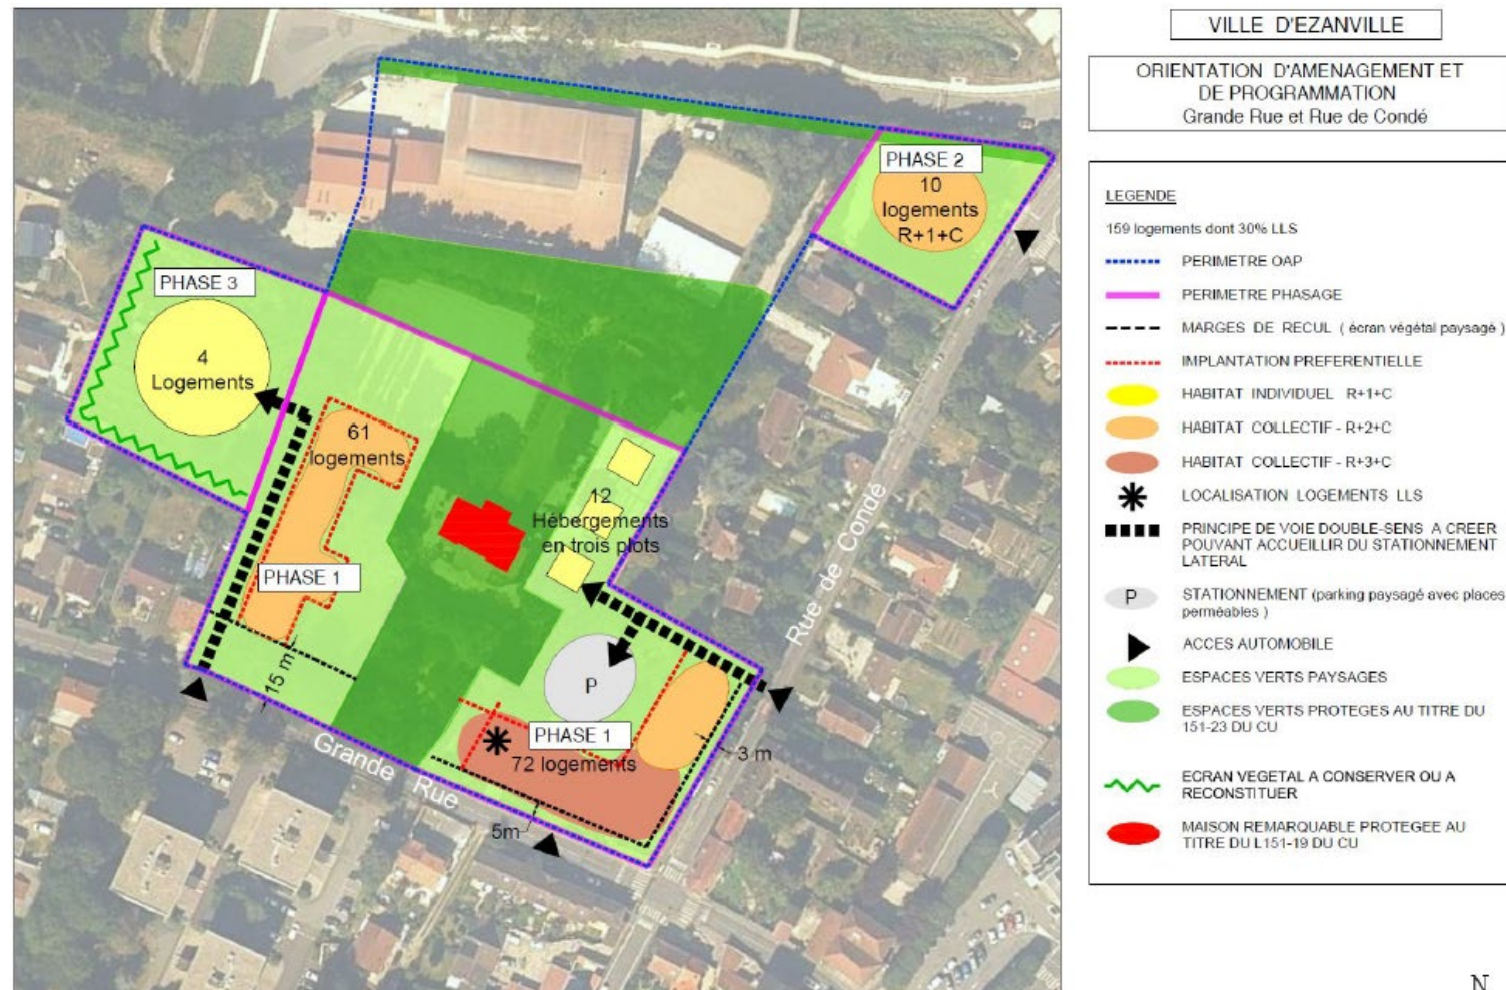 VILLE D'EZANVILLE
ORIENTATION D'AMENAGEMENT ET
DE PROGRAMMATION
Grande Rue et Rue de Condé
PHASE 2
10
logements
R+1+C
PHASE 3
4
Logements
61
logements
12
Hébergements
en trois plots
PHASE 1
15 m
P
PHASE 1
72 logements
3 m
5m
Grande Rue
Rue de Condé
LEGENDE
159 logements dont 30% LLS
PERIMETRE OAP
PERIMETRE PHASAGE
MARGES DE RECUL ( écran végétal paysagé )
IMPLANTATION PREFERENTIELLE
HABITAT INDIVIDUEL R+1+C
HABITAT COLLECTIF - R+2+C
HABITAT COLLECTIF - R+3+C
LOCALISATION LOGEMENTS LLS
PRINCIPE DE VOIE DOUBLE-SENS A CREER
POUVANT ACCUEILLIR DU STATIONNEMENT
LATERAL
P
STATIONNEMENT (parking paysagé avec places
perméables )
ACCES AUTOMOBILE
ESPACES VERTS PAYSAGES
ESPACES VERTS PROTEGES AU TITRE DU
151-23 DU CU
ECRAN VEGETAL A CONSERVER OU A
RECONSTITUER
MAISON REMARQUABLE PROTEGEE AU
TITRE DU L151-19 DU CU
N